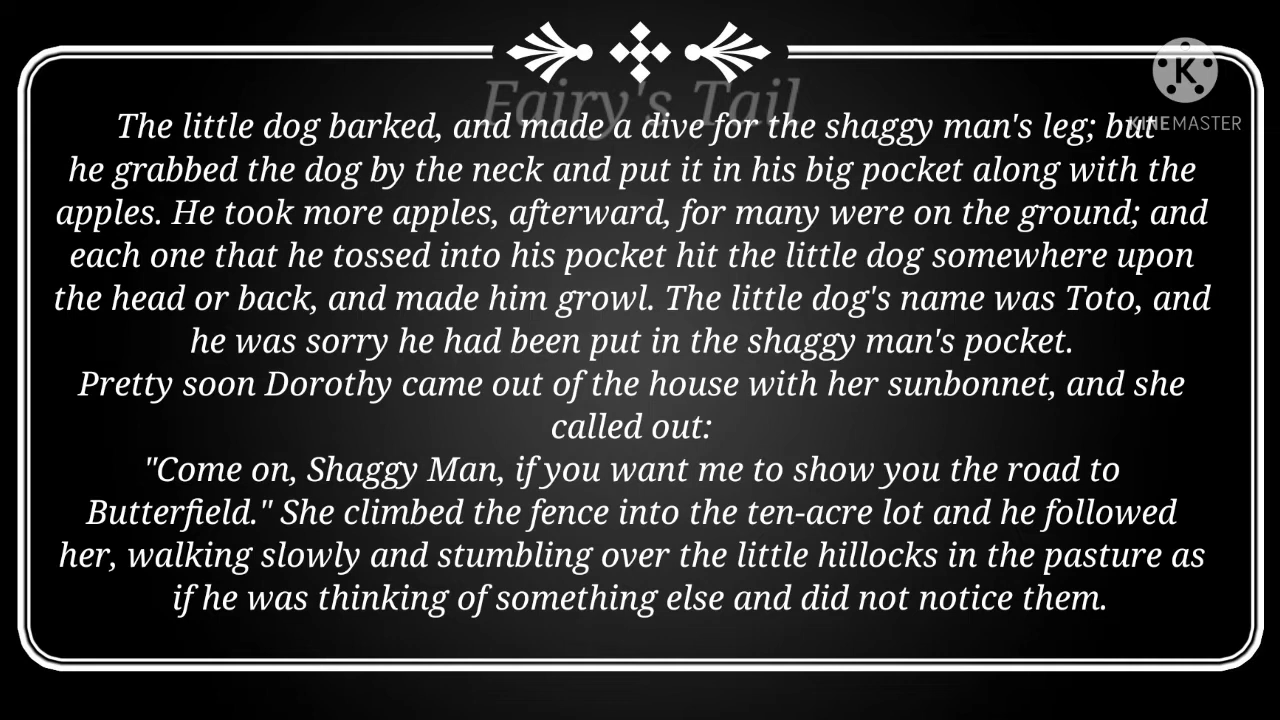 Fairy's Tail
K
KINEMASTER
The little dog barked, and made a dive for the shaggy man's leg; but
he grabbed the dog by the neck and put it in his big pocket along with the
apples. He took more apples, afterward, for many were on the ground; and
each one that he tossed into his pocket hit the little dog somewhere upon
the head or back, and made him growl. The little dog's name was Toto, and
he was sorry he had been put in the shaggy man's pocket.
Pretty soon Dorothy came out of the house with her sunbonnet, and she
called out:
"Come on, Shaggy Man, if you want me to show you the road to
Butterfield." She climbed the fence into the ten-acre lot and he followed
her, walking slowly and stumbling over the little hillocks in the pasture as
if he was thinking of something else and did not notice them.